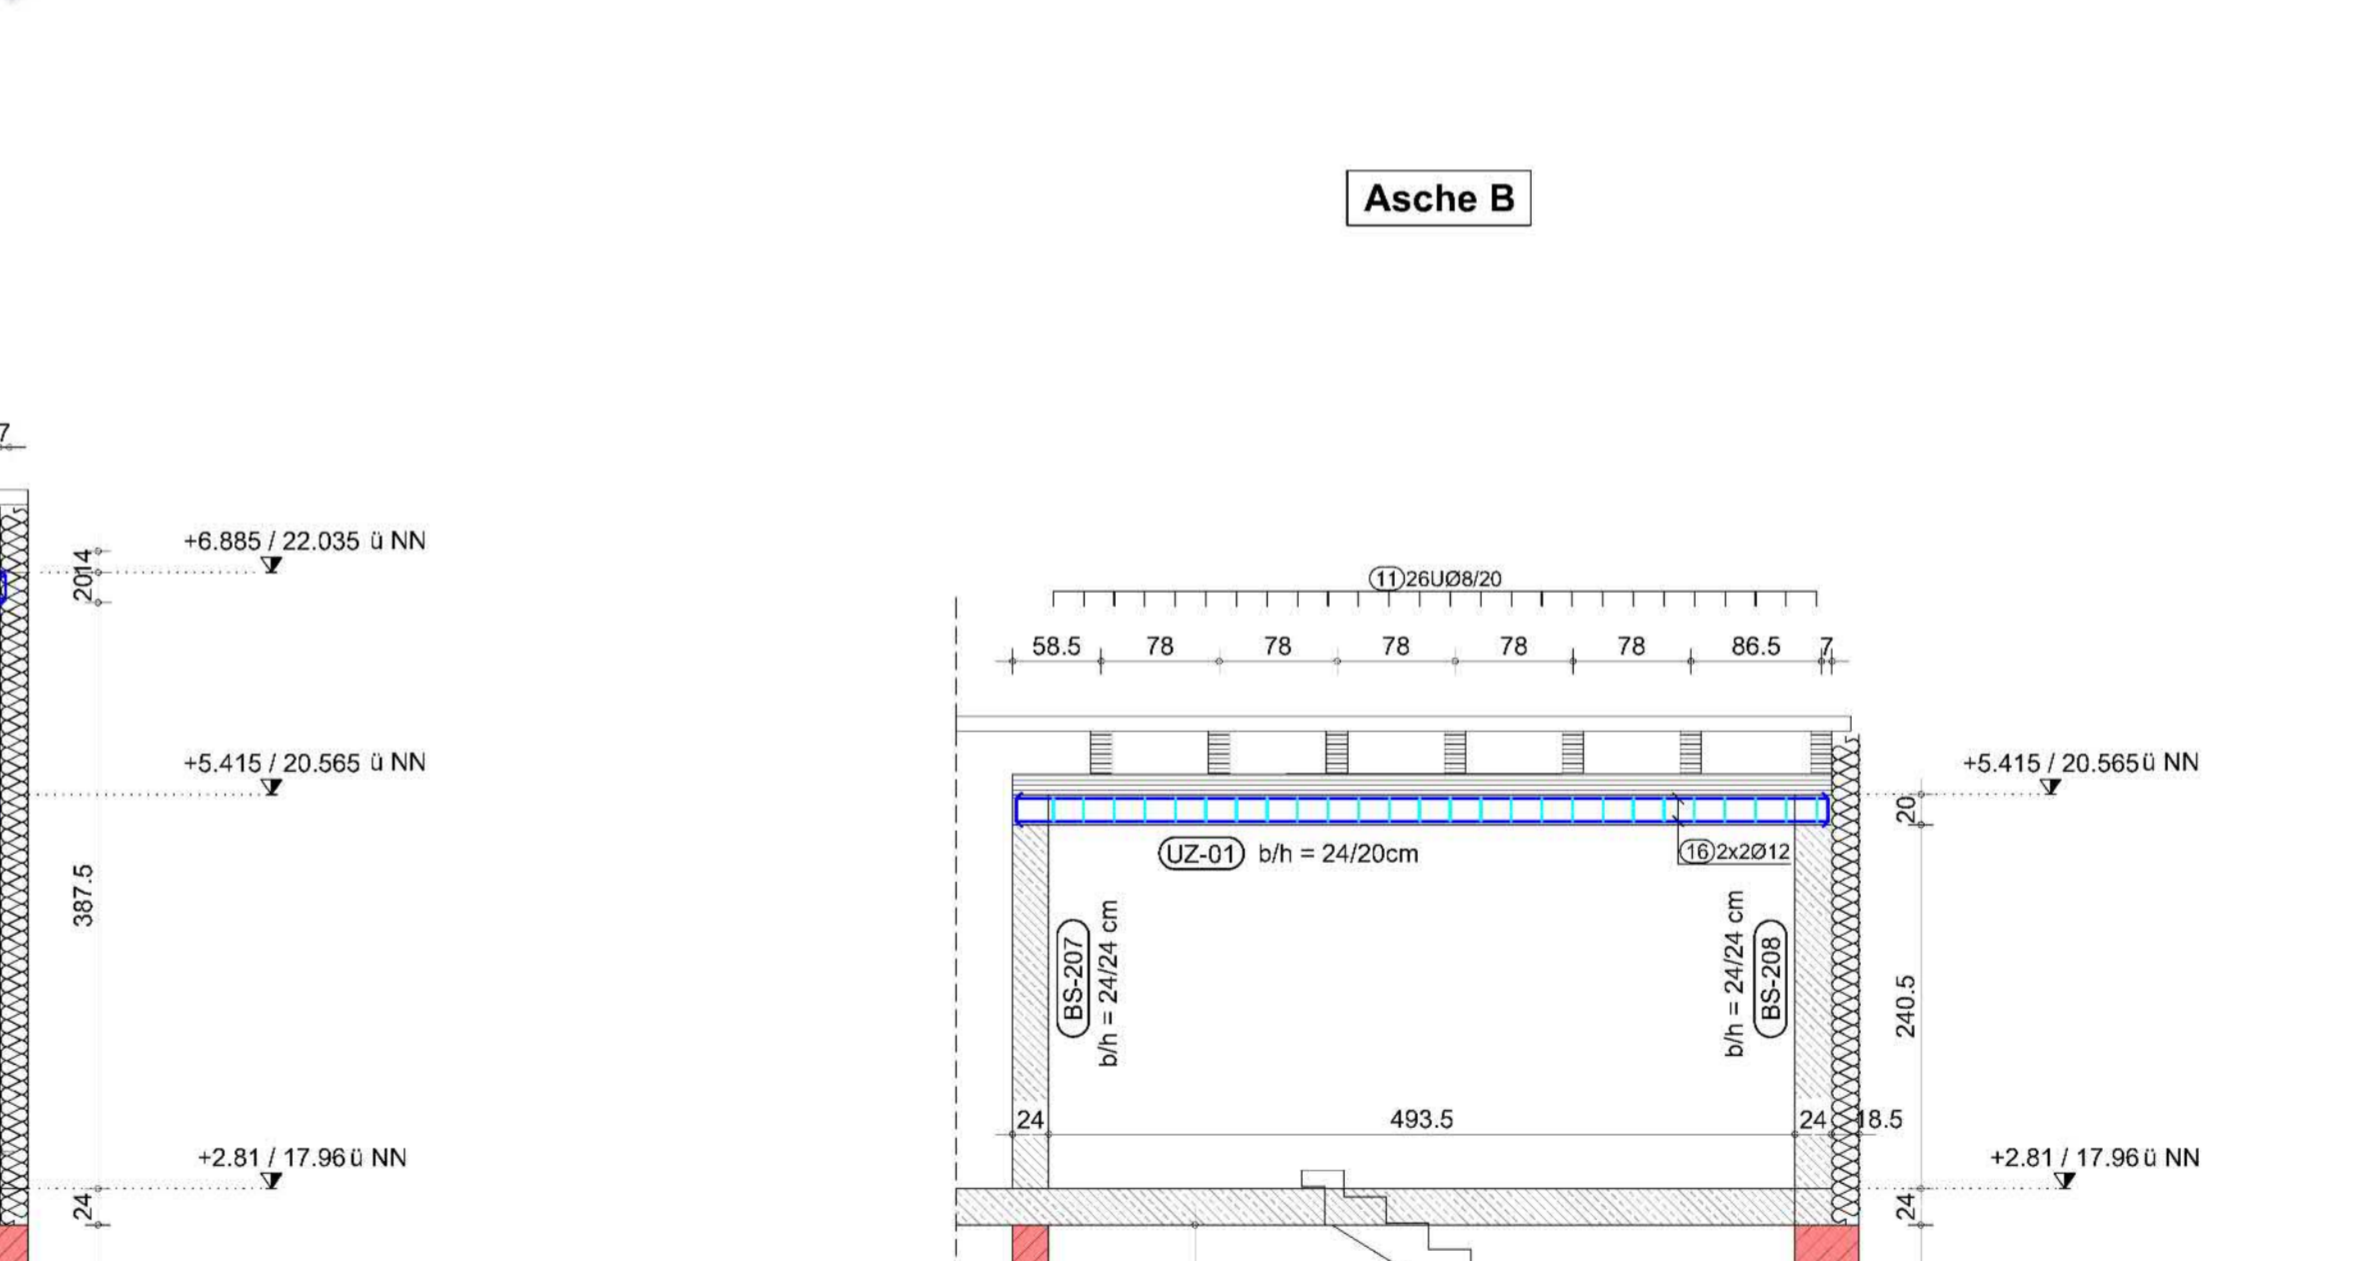 Asche B
7
+6.885 / 22.035 ü NN
14
20
+5.415 / 20.565 ü NN
387.5
+2.81 / 17.96 ü NN
24
11 26UØ8/20
58.5 78 78 78 78 78 86.5 7
+5.415 / 20.565 ü NN
20
UZ-01 b/h = 24/20cm
16 2x2Ø12
BS-207
b/h = 24/24 cm
b/h = 24/24 cm
BS-208
240.5
24 493.5 24 18.5
+2.81 / 17.96 ü NN
24